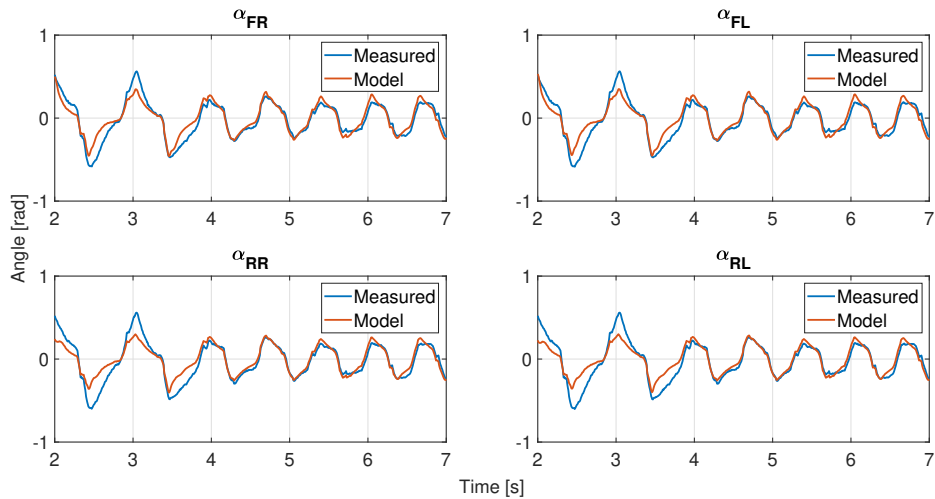 α_FR
1
0
-1
2 3 4 5 6 7
Measured
Model
α_FL
1
0
-1
2 3 4 5 6 7
Measured
Model
Angle [rad]
α_RR
1
0
-1
2 3 4 5 6 7
Measured
Model
α_RL
1
0
-1
2 3 4 5 6 7
Measured
Model
Time [s]